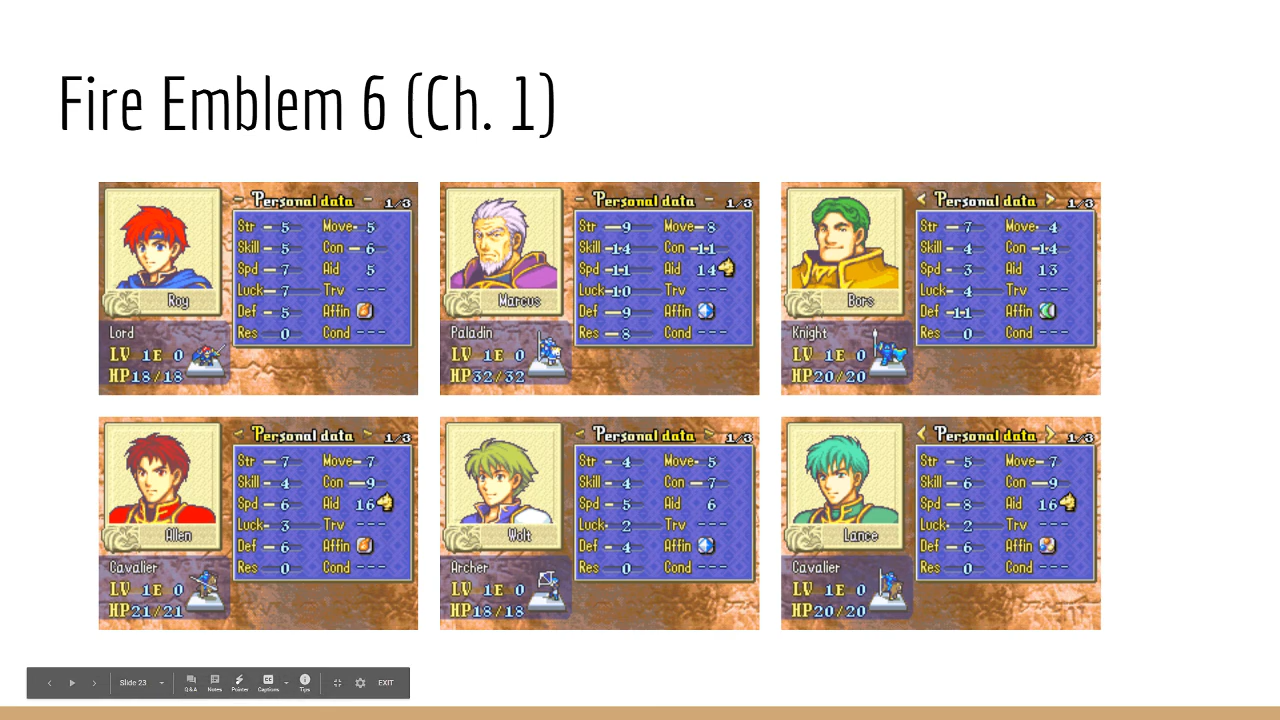 Fire Emblem 6 (Ch. 1)
Personal data 1/3
Str 5 Move 5
Skill 5 Con 6
Spd 7 Aid 5
Luck 7 Trv ---
Def 5 Affin
Res 0 Cond ---
Roy
Lord
LV 1 E 0
HP 18/18
Personal data 1/3
Str 9 Move 8
Skill 14 Con 11
Spd 11 Aid 14
Luck 10 Trv ---
Def 9 Affin
Res 8 Cond ---
Marcus
Paladin
LV 1 E 0
HP 32/32
< Personal data > 1/3
Str 7 Move 4
Skill 4 Con 14
Spd 3 Aid 13
Luck 4 Trv ---
Def 11 Affin
Res 0 Cond ---
Bors
Knight
LV 1 E 0
HP 20/20
Personal data 1/3
Str 7 Move 7
Skill 4 Con 9
Spd 6 Aid 16
Luck 3 Trv ---
Def 6 Affin
Res 0 Cond ---
Allen
Cavalier
LV 1 E 0
HP 21/21
Personal data 1/3
Str 4 Move 5
Skill 4 Con 7
Spd 5 Aid 6
Luck 2 Trv ---
Def 4 Affin
Res 0 Cond ---
Wolt
Archer
LV 1 E 0
HP 18/18
< Personal data > 1/3
Str 5 Move 7
Skill 6 Con 9
Spd 8 Aid 16
Luck 2 Trv ---
Def 6 Affin
Res 0 Cond ---
Lance
Cavalier
LV 1 E 0
HP 20/20
Slide 23 Q&A Notes Pointer CC Captions Tips EXIT